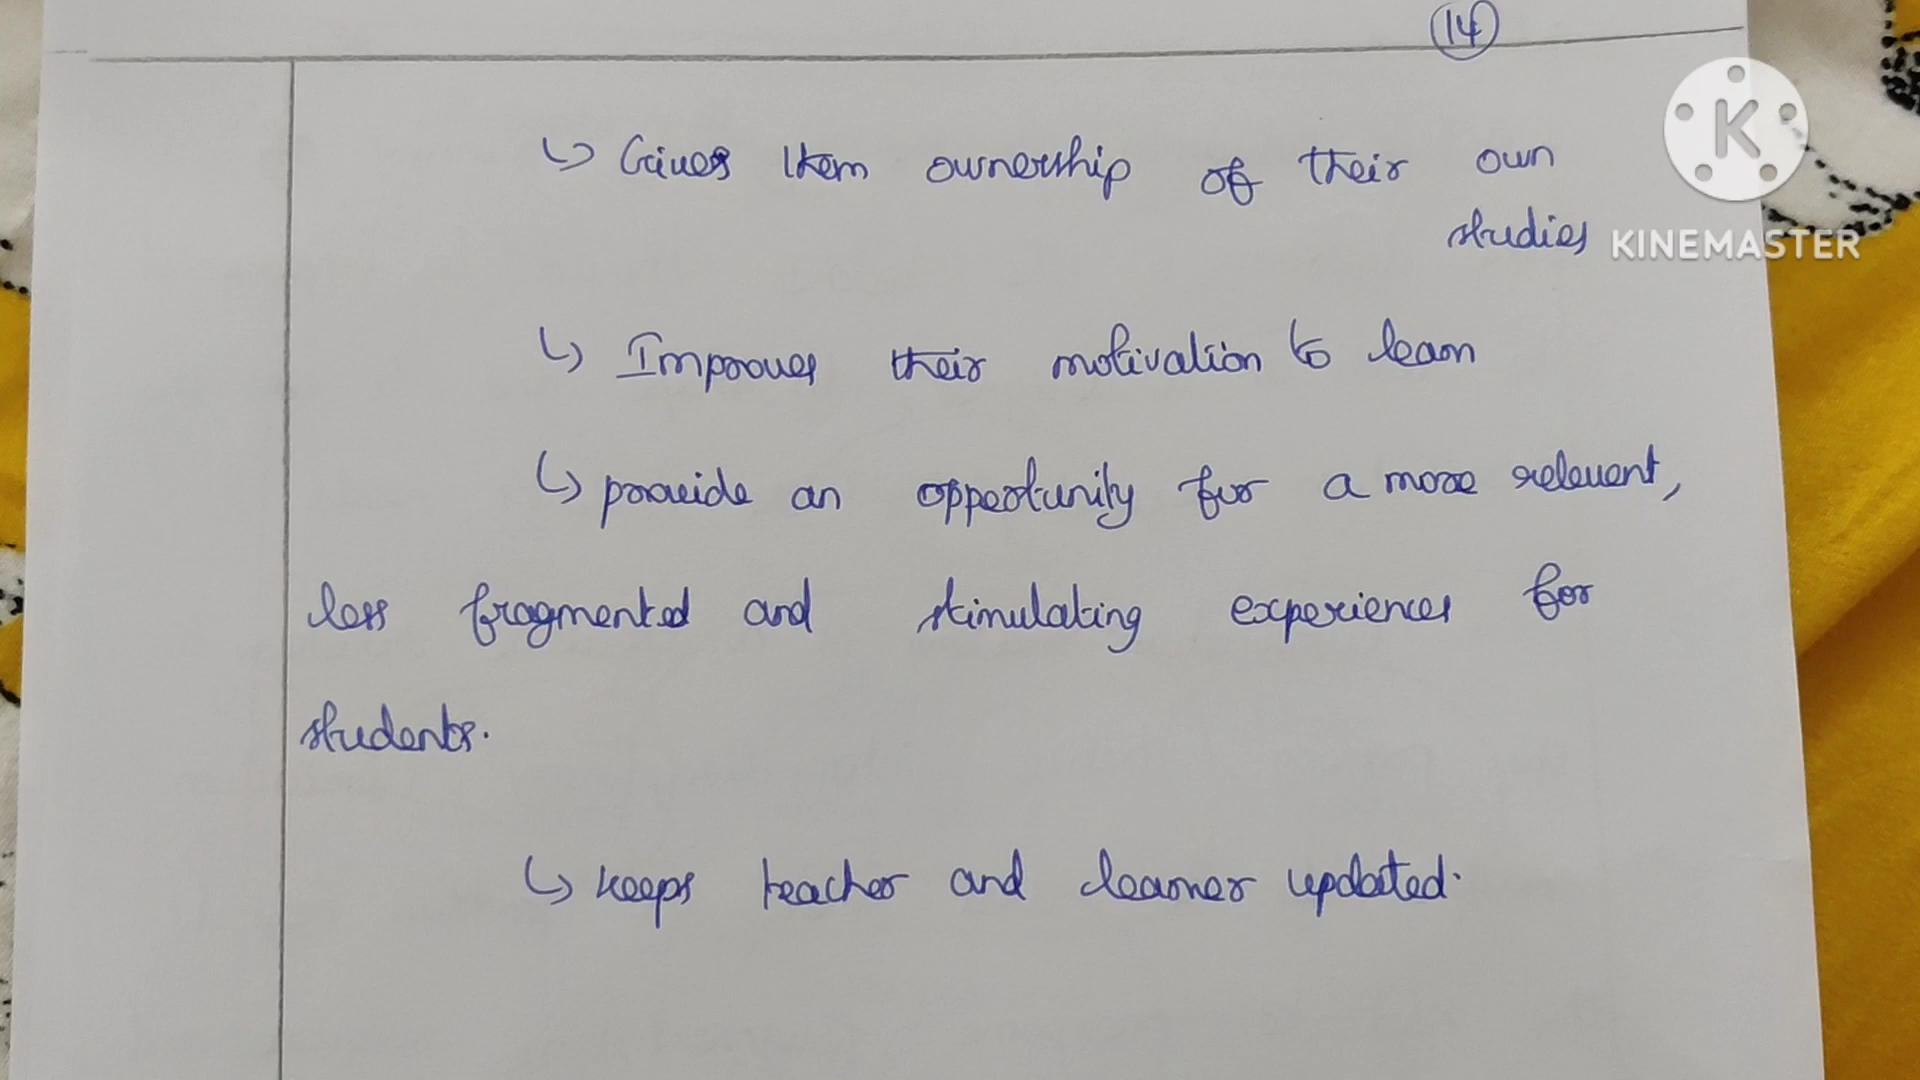 14
↳ Gives them ownership of their own
studies
↳ Improves their motivation to learn
↳ provide an opportunity for a more relevent,
less fragmented and stimulating experiences for
students.
↳ keeps teacher and learner updated.
K
KINEMASTER